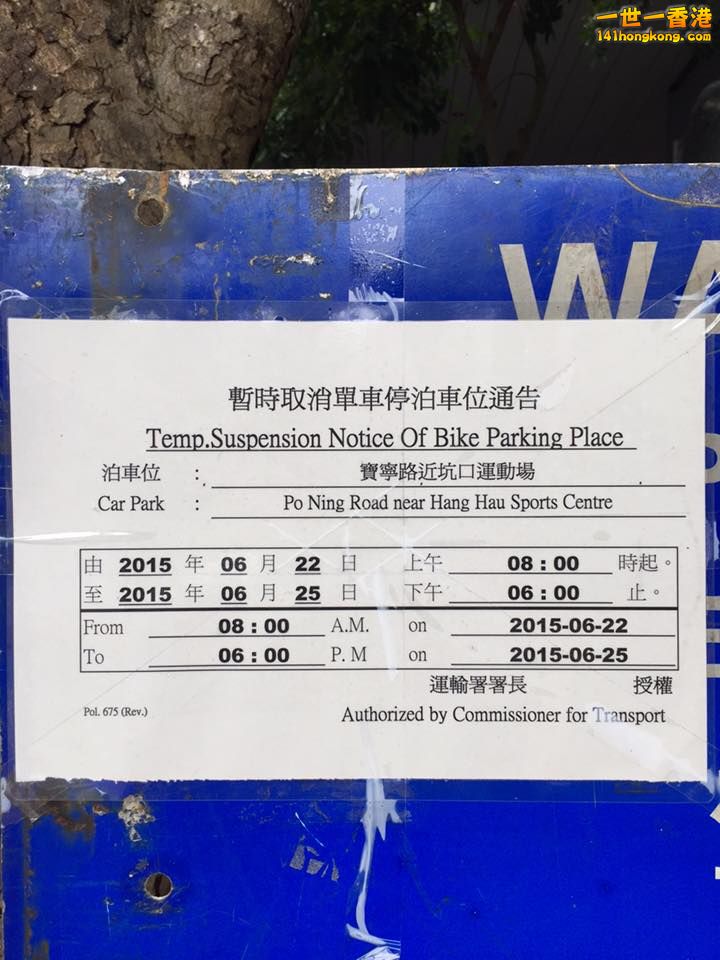 一世一香港
141hongkong.com
WA
暫時取消單車停泊車位通告
Temp.Suspension Notice Of Bike Parking Place
泊車位 : 寶寧路近坑口運動場
Car Park : Po Ning Road near Hang Hau Sports Centre
由 2015 年 06 月 22 日 上午 08 : 00 時起。
至 2015 年 06 月 25 日 下午 06 : 00 止。
From 08 : 00 A.M. on 2015-06-22
To 06 : 00 P. M on 2015-06-25
運輸署署長 授權
Pol. 675 (Rev.) Authorized by Commissioner for Transport